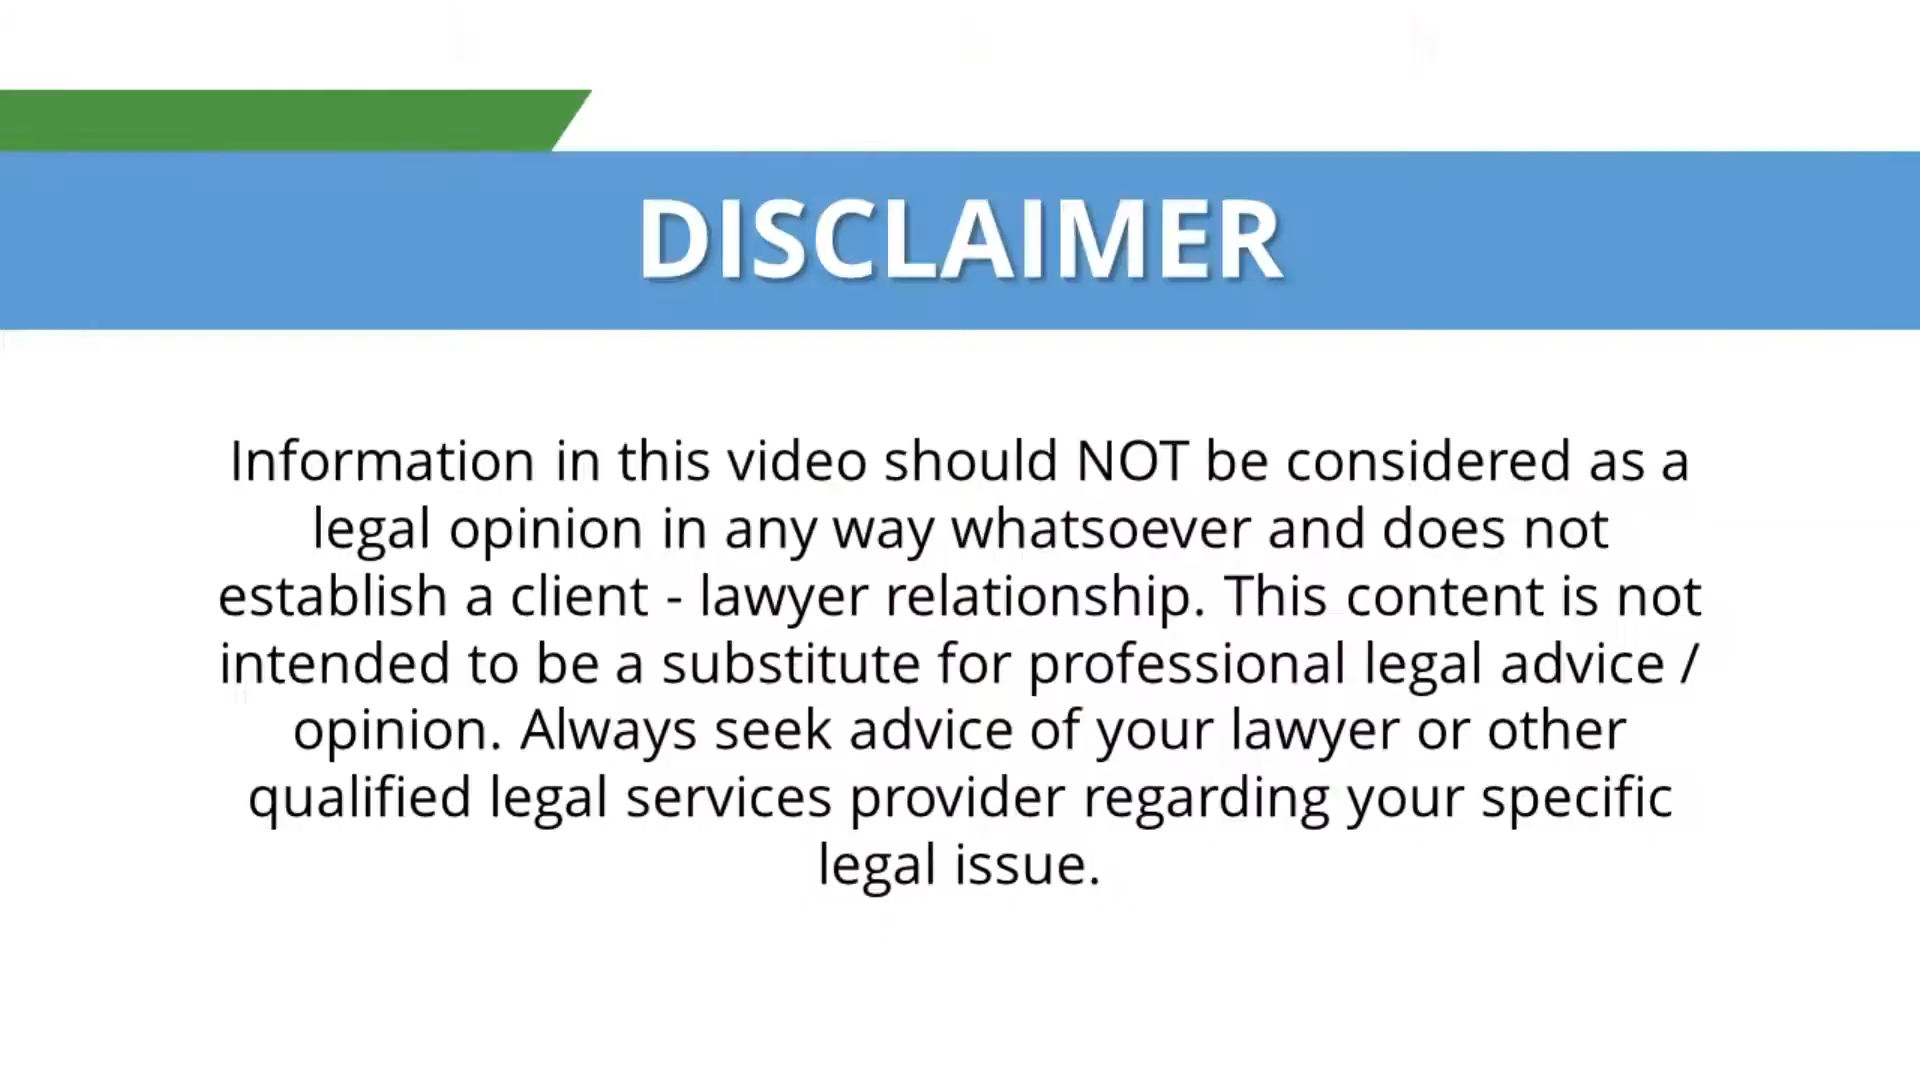 DISCLAIMER
Information in this video should NOT be considered as a
legal opinion in any way whatsoever and does not
establish a client - lawyer relationship. This content is not
intended to be a substitute for professional legal advice /
opinion. Always seek advice of your lawyer or other
qualified legal services provider regarding your specific
legal issue.